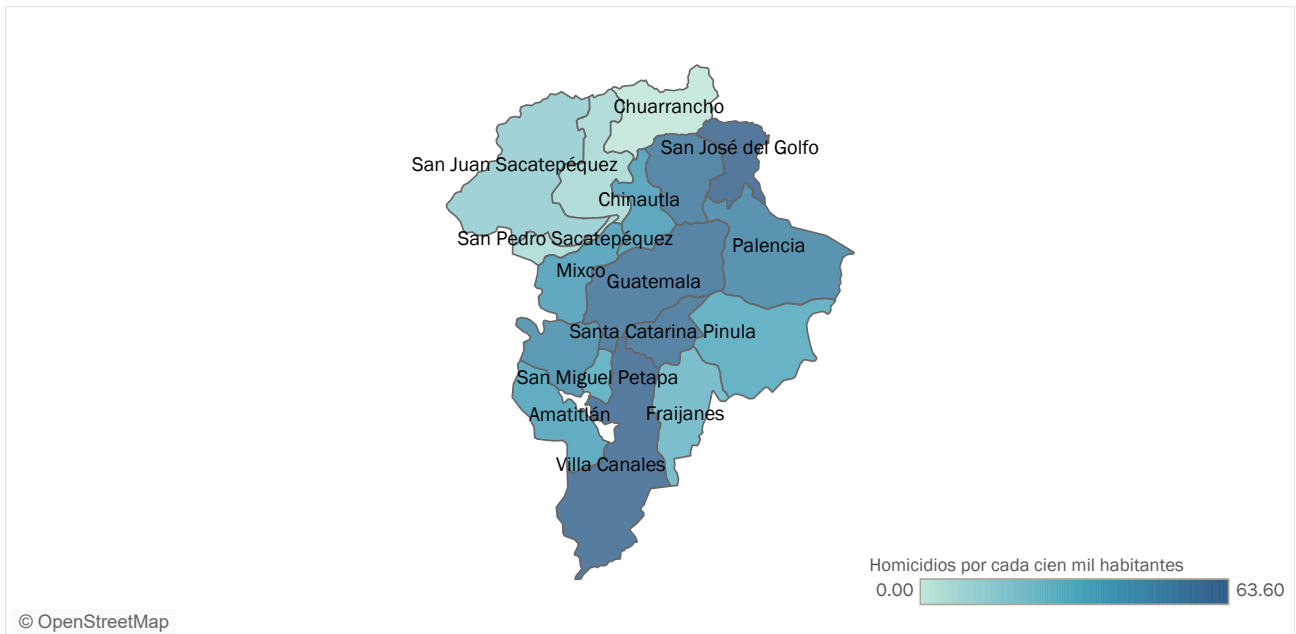 Chuarrancho
San José del Golfo
San Juan Sacatepéquez
Chinautla
San Pedro Sacatepéquez
Palencia
Mixco
Guatemala
Santa Catarina Pinula
San Miguel Petapa
Amatitlán
Fraijanes
Villa Canales
Homicidios por cada cien mil habitantes
0.00
63.60
© OpenStreetMap